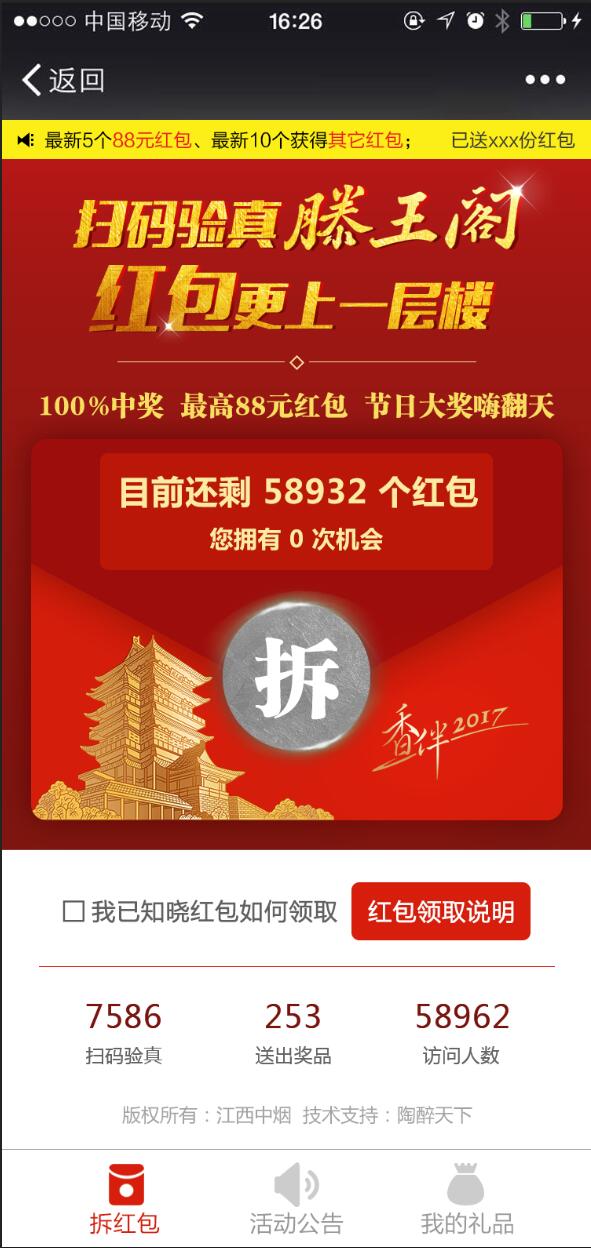 中国移动 16:26
返回
最新5个88元红包、最新10个获得其它红包; 已送xxx份红包
扫码验真滕王阁
红包更上一层楼
100%中奖 最高88元红包 节日大奖嗨翻天
目前还剩 58932 个红包
您拥有 0 次机会
拆
香伴2017
我已知晓红包如何领取 红包领取说明
7586 253 58962
扫码验真 送出奖品 访问人数
版权所有：江西中烟 技术支持：陶醉天下
拆红包 活动公告 我的礼品